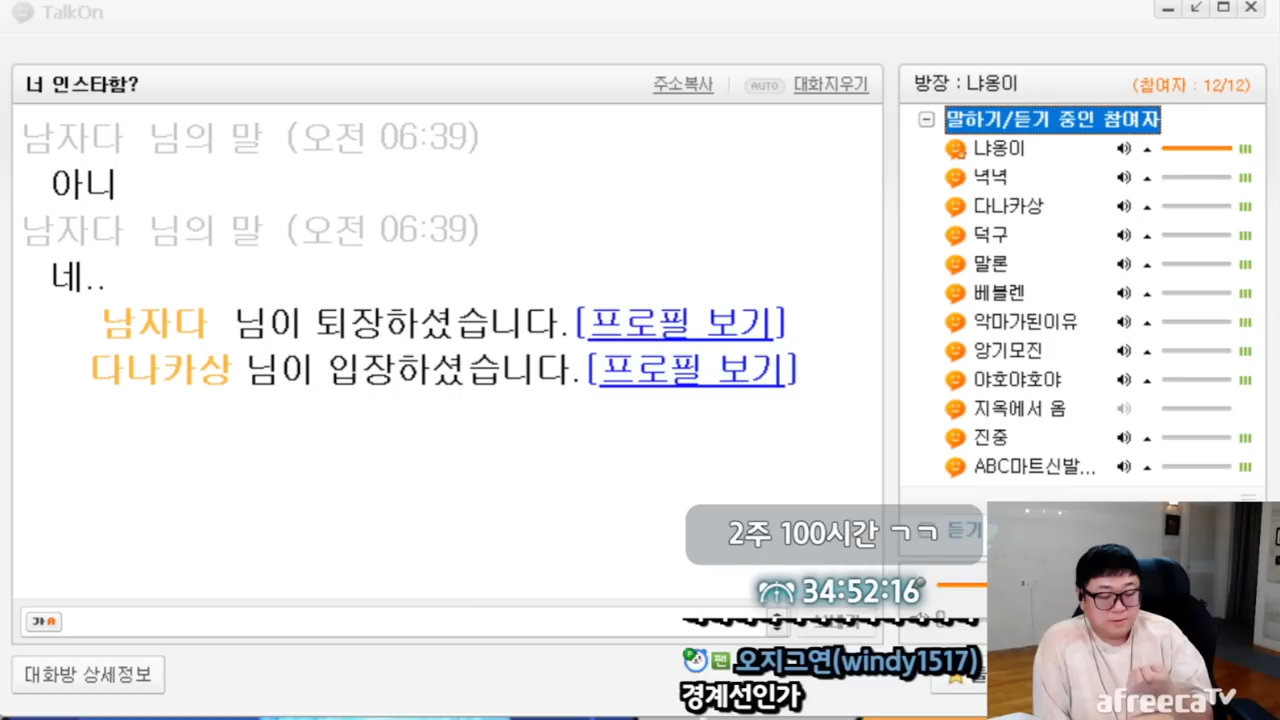 TalkOn
너 인스타함?
주소복사
AUTO
대화지우기
남자다 님의 말 (오전 06:39)
아니
남자다 님의 말 (오전 06:39)
네..
남자다 님이 퇴장하셨습니다.[프로필 보기]
다나카상 님이 입장하셨습니다.[프로필 보기]
가
대화방 상세정보
방장 : 냐옹이
(참여자 : 12/12)
말하기/듣기 중인 참여자
냐옹이
녁녁
다나카상
덕구
말론
베블렌
악마가된이유
앙기모진
야호야호야
지옥에서 옴
진중
ABC마트신발...
2주 100시간 ㄱㄱ
듣기
34:52:16
팬 오지그연(windy1517)
경계선인가
afreecaTV